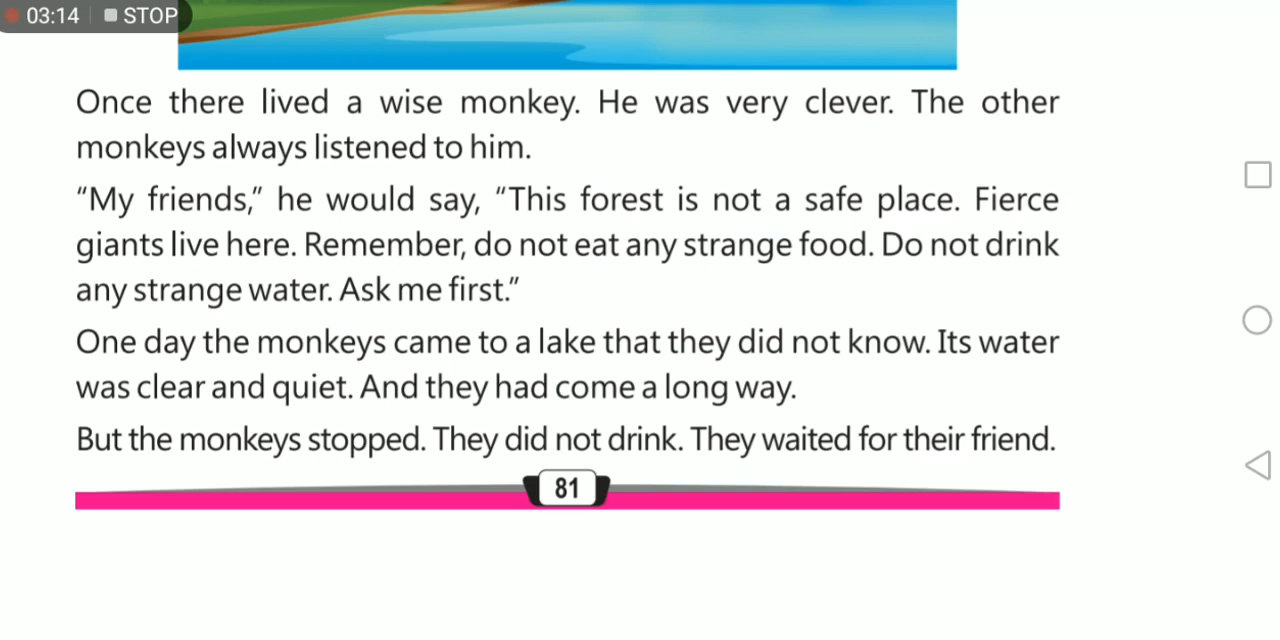 03:14 STOP
Once there lived a wise monkey. He was very clever. The other
monkeys always listened to him.
“My friends,” he would say, “This forest is not a safe place. Fierce
giants live here. Remember, do not eat any strange food. Do not drink
any strange water. Ask me first.”
One day the monkeys came to a lake that they did not know. Its water
was clear and quiet. And they had come a long way.
But the monkeys stopped. They did not drink. They waited for their friend.
81